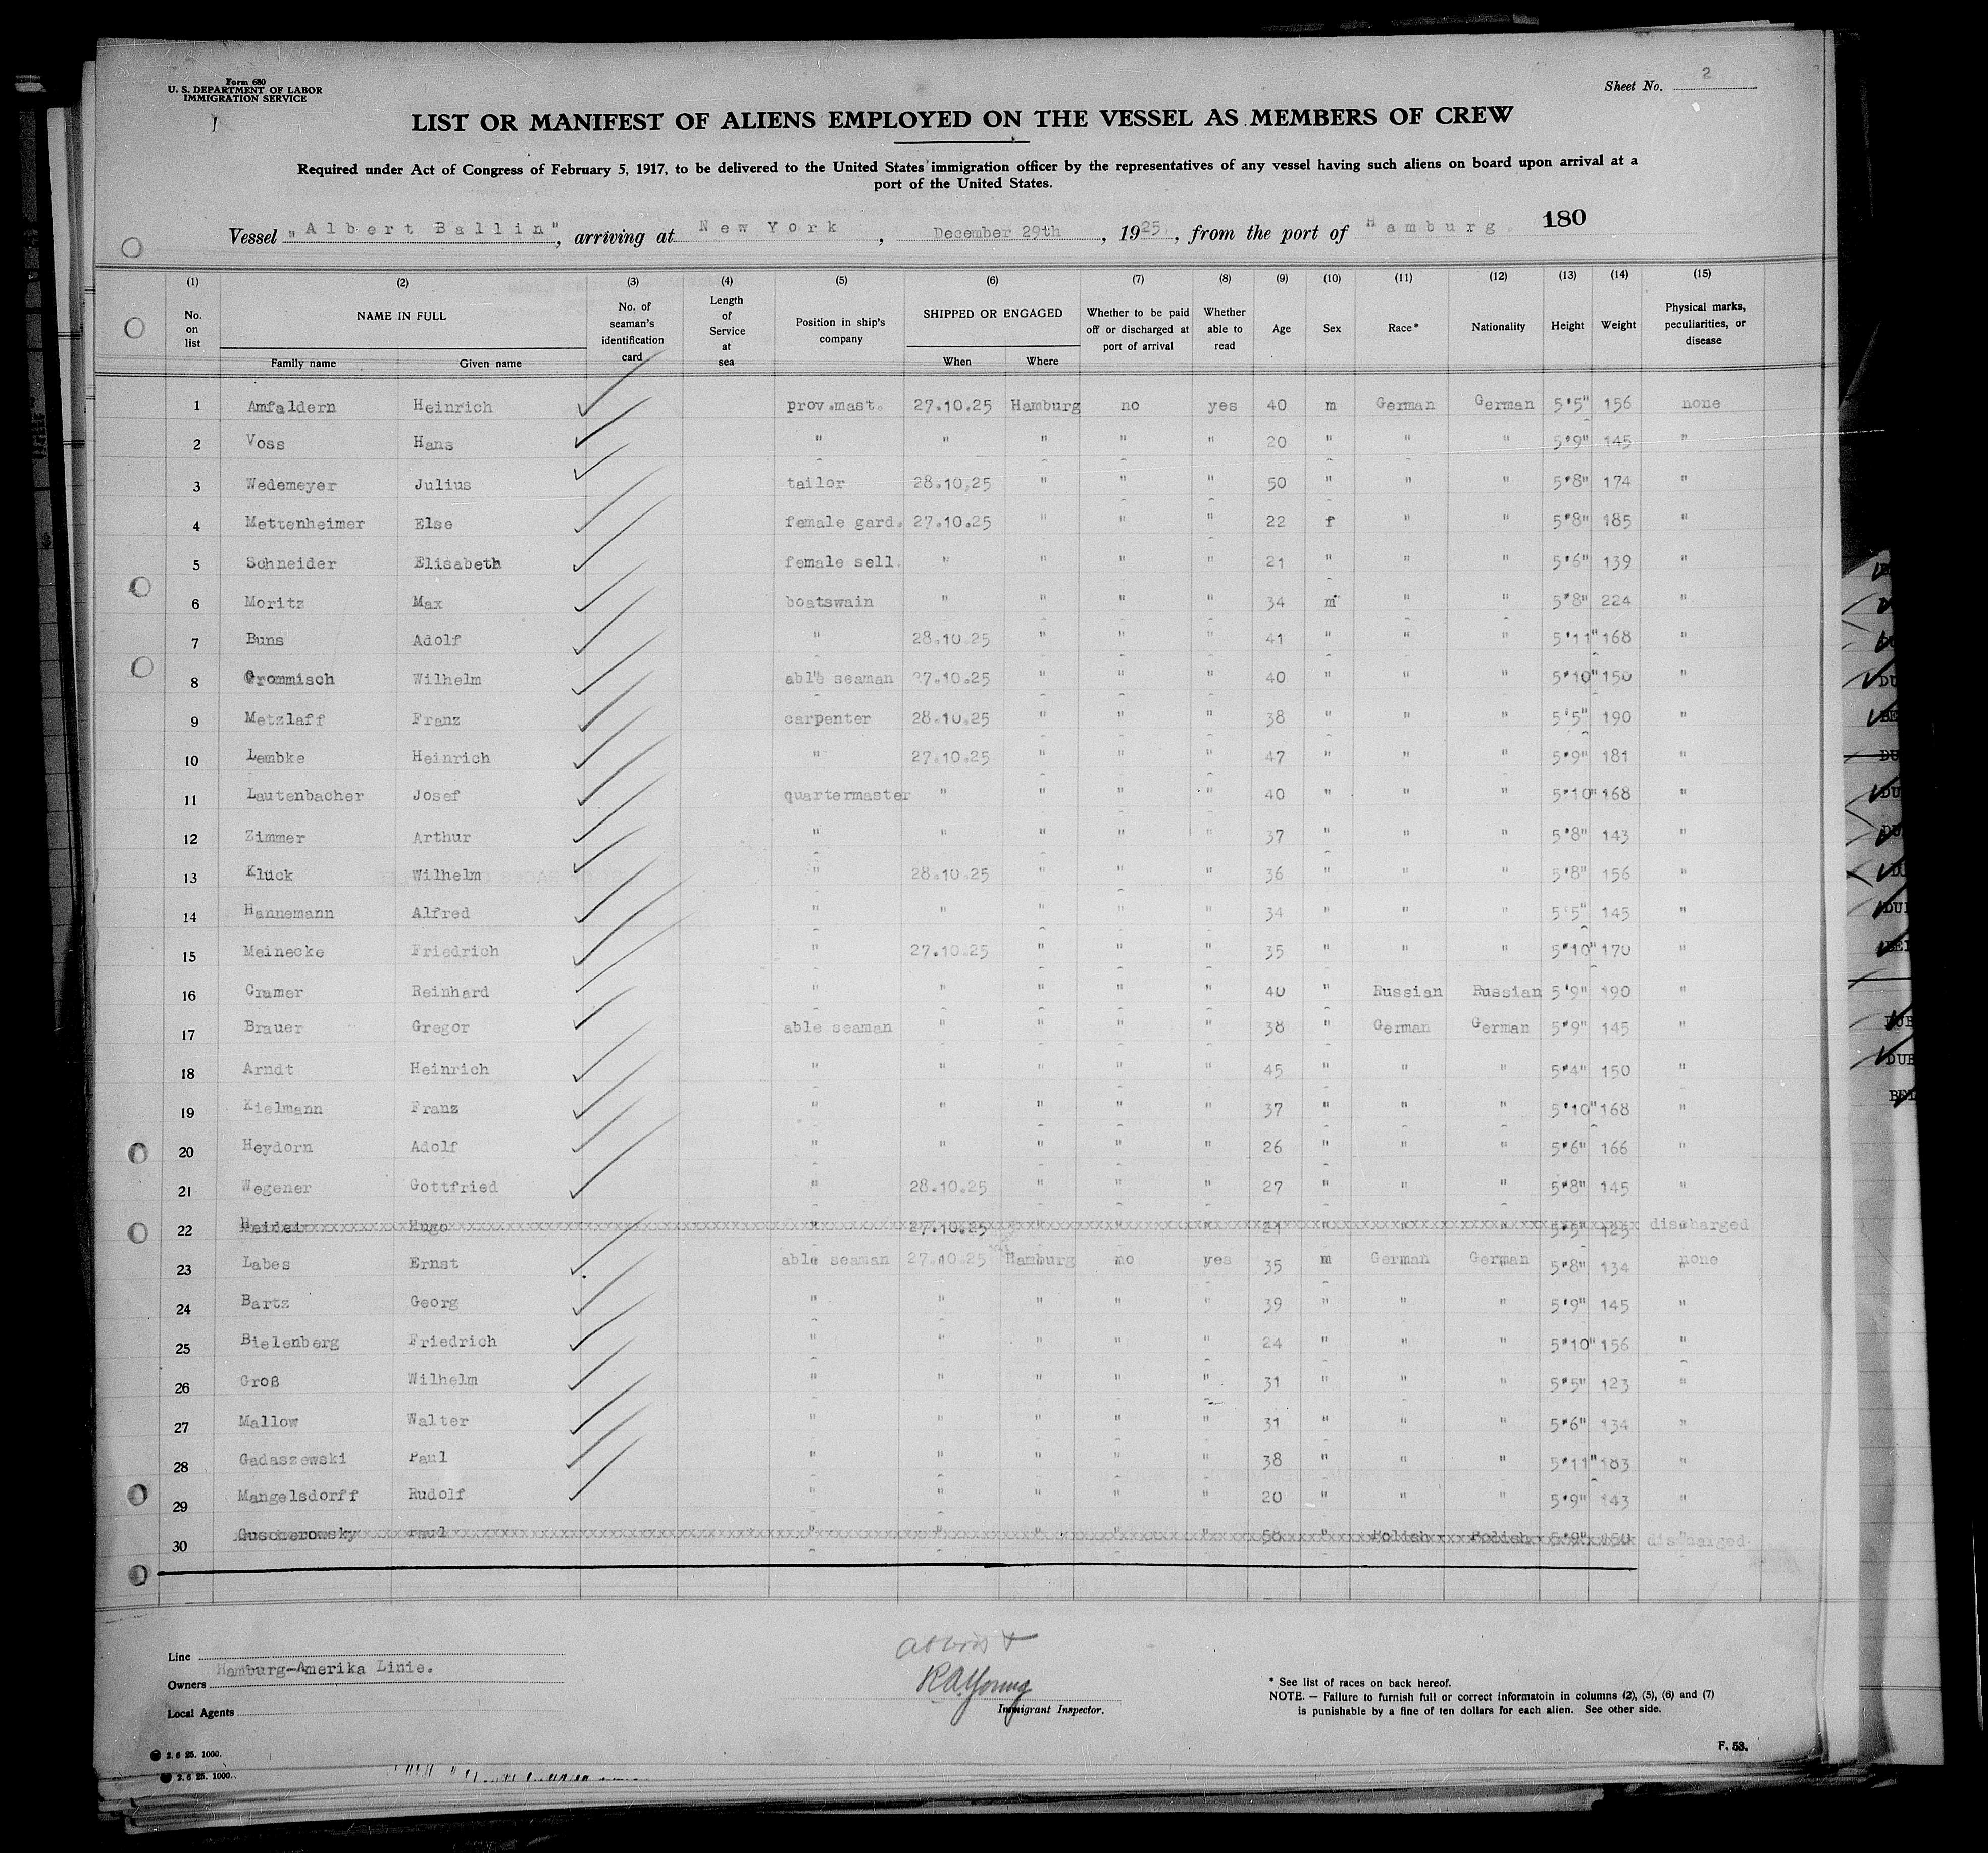 Form 680
U. S. DEPARTMENT OF LABOR
IMMIGRATION SERVICE
Sheet No. 2
LIST OR MANIFEST OF ALIENS EMPLOYED ON THE VESSEL AS MEMBERS OF CREW
Required under Act of Congress of February 5, 1917, to be delivered to the United States immigration officer by the representatives of any vessel having such aliens on board upon arrival at a
port of the United States.
Vessel "Albert Ballin", arriving at New York, December 29th, 1925, from the port of Hamburg. 180
(1) (2) (3) (4) (5) (6) (7) (8) (9) (10) (11) (12) (13) (14) (15)
No. on list NAME IN FULL Family name Given name No. of seaman's identification card Length of Service at sea Position in ship's company SHIPPED OR ENGAGED When Where Whether to be paid off or discharged at port of arrival Whether able to read Age Sex Race* Nationality Height Weight Physical marks, peculiarities, or disease
1 Amfaldern Heinrich prov.mast. 27.10.25 Hamburg no yes 40 m German German 5'5" 156 none
2 Voss Hans " " " " " 20 " " " 5'9" 145 "
3 Wedemeyer Julius tailor 28.10.25 " " " 50 " " " 5'8" 174 "
4 Mettenheimer Else female gard. 27.10.25 " " " 22 f " " 5'8" 185 "
5 Schneider Elisabeth female sell. " " " " 21 " " " 5'6" 139 "
6 Moritz Max boatswain " " " " 34 m " " 5'8" 224 "
7 Buns Adolf " 28.10.25 " " " 41 " " " 5'11" 168 "
8 Grommisch Wilhelm able seaman 27.10.25 " " " 40 " " " 5'10" 150 "
9 Metzlaff Franz carpenter 28.10.25 " " " 38 " " " 5'5" 190 "
10 Lembke Heinrich " 27.10.25 " " " 47 " " " 5'9" 181 "
11 Lautenbacher Josef quartermaster " " " " 40 " " " 5'10" 168 "
12 Zimmer Arthur " " " " " 37 " " " 5'8" 143 "
13 Klück Wilhelm " 28.10.25 " " " 36 " " " 5'8" 156 "
14 Hannemann Alfred " " " " " 34 " " " 5'5" 145 "
15 Meinecke Friedrich " 27.10.25 " " " 35 " " " 5'10" 170 "
16 Cramer Reinhard " " " " " 40 " Russian Russian 5'9" 190 "
17 Brauer Gregor able seaman " " " " 38 " German German 5'9" 145 "
18 Arndt Heinrich " " " " " 45 " " " 5'4" 150 "
19 Kielmann Franz " " " " " 37 " " " 5'10" 168 "
20 Heydorn Adolf " " " " " 26 " " " 5'6" 166 "
21 Wegener Gottfried " 28.10.25 " " " 27 " " " 5'8" 145 "
22 Hugo " 27.10.25 " " " 21 " " " 5'5" 125 discharged
23 Labes Ernst able seaman 27.10.25 Hamburg no yes 35 m German German 5'8" 134 none
24 Bartz Georg " " " " " 39 " " " 5'9" 145 "
25 Bielenberg Friedrich " " " " " 24 " " " 5'10" 156 "
26 Groß Wilhelm " " " " " 31 " " " 5'5" 123 "
27 Mallow Walter " " " " " 31 " " " 5'6" 134 "
28 Gadaszewski Paul " " " " " 38 " " " 5'11" 183 "
29 Mangelsdorff Rudolf " " " " " 20 " " " 5'9" 143 "
30 Guscherowsky Paul " " " " " 50 " Polish Polish discharged.
Line
Hamburg-Amerika Linie.
Owners
Local Agents
R.A. Young
Immigrant Inspector.
* See list of races on back hereof.
NOTE. — Failure to furnish full or correct informatoin in columns (2), (5), (6) and (7)
is punishable by a fine of ten dollars for each alien. See other side.
2. 6 25. 1000.
F. 53.
2. 6 25. 1000.